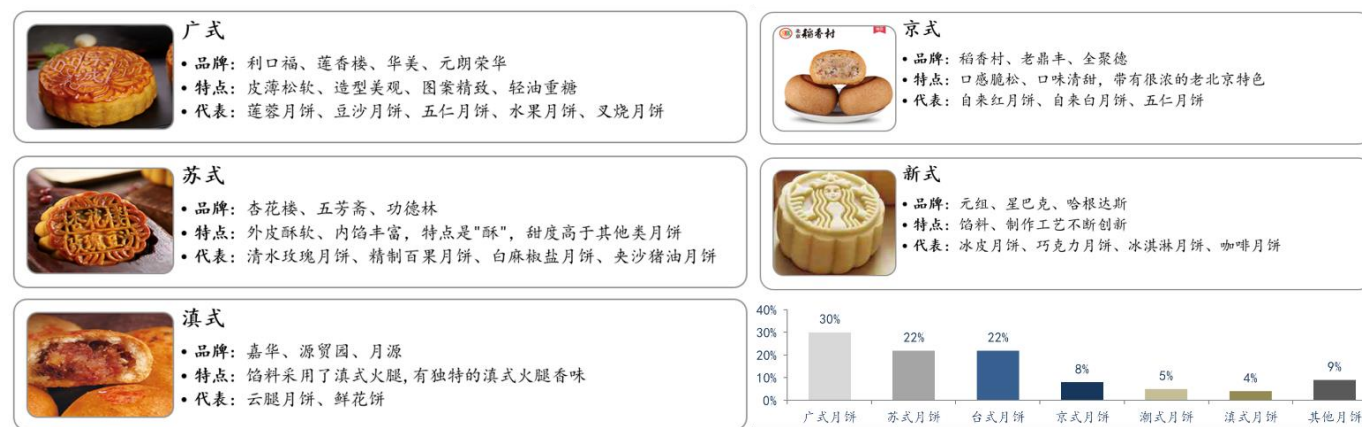 广式
• 品牌：利口福、莲香楼、华美、元朗荣华
• 特点：皮薄松软、造型美观、图案精致、轻油重糖
• 代表：莲蓉月饼、豆沙月饼、五仁月饼、水果月饼、叉烧月饼
稻香村
京式
• 品牌：稻香村、老鼎丰、全聚德
• 特点：口感脆松、口味清甜，带有很浓的老北京特色
• 代表：自来红月饼、自来白月饼、五仁月饼
苏式
• 品牌：杏花楼、五芳斋、功德林
• 特点：外皮酥软、内馅丰富，特点是"酥"，甜度高于其他类月饼
• 代表：清水玫瑰月饼、精制百果月饼、白麻椒盐月饼、夹沙猪油月饼
新式
• 品牌：元组、星巴克、哈根达斯
• 特点：馅料、制作工艺不断创新
• 代表：冰皮月饼、巧克力月饼、冰淇淋月饼、咖啡月饼
滇式
• 品牌：嘉华、源贸园、月源
• 特点：馅料采用了滇式火腿,有独特的滇式火腿香味
• 代表：云腿月饼、鲜花饼
40%
30%
20%
10%
0%
30%
22%
22%
8%
5%
4%
9%
广式月饼
苏式月饼
台式月饼
京式月饼
潮式月饼
滇式月饼
其他月饼